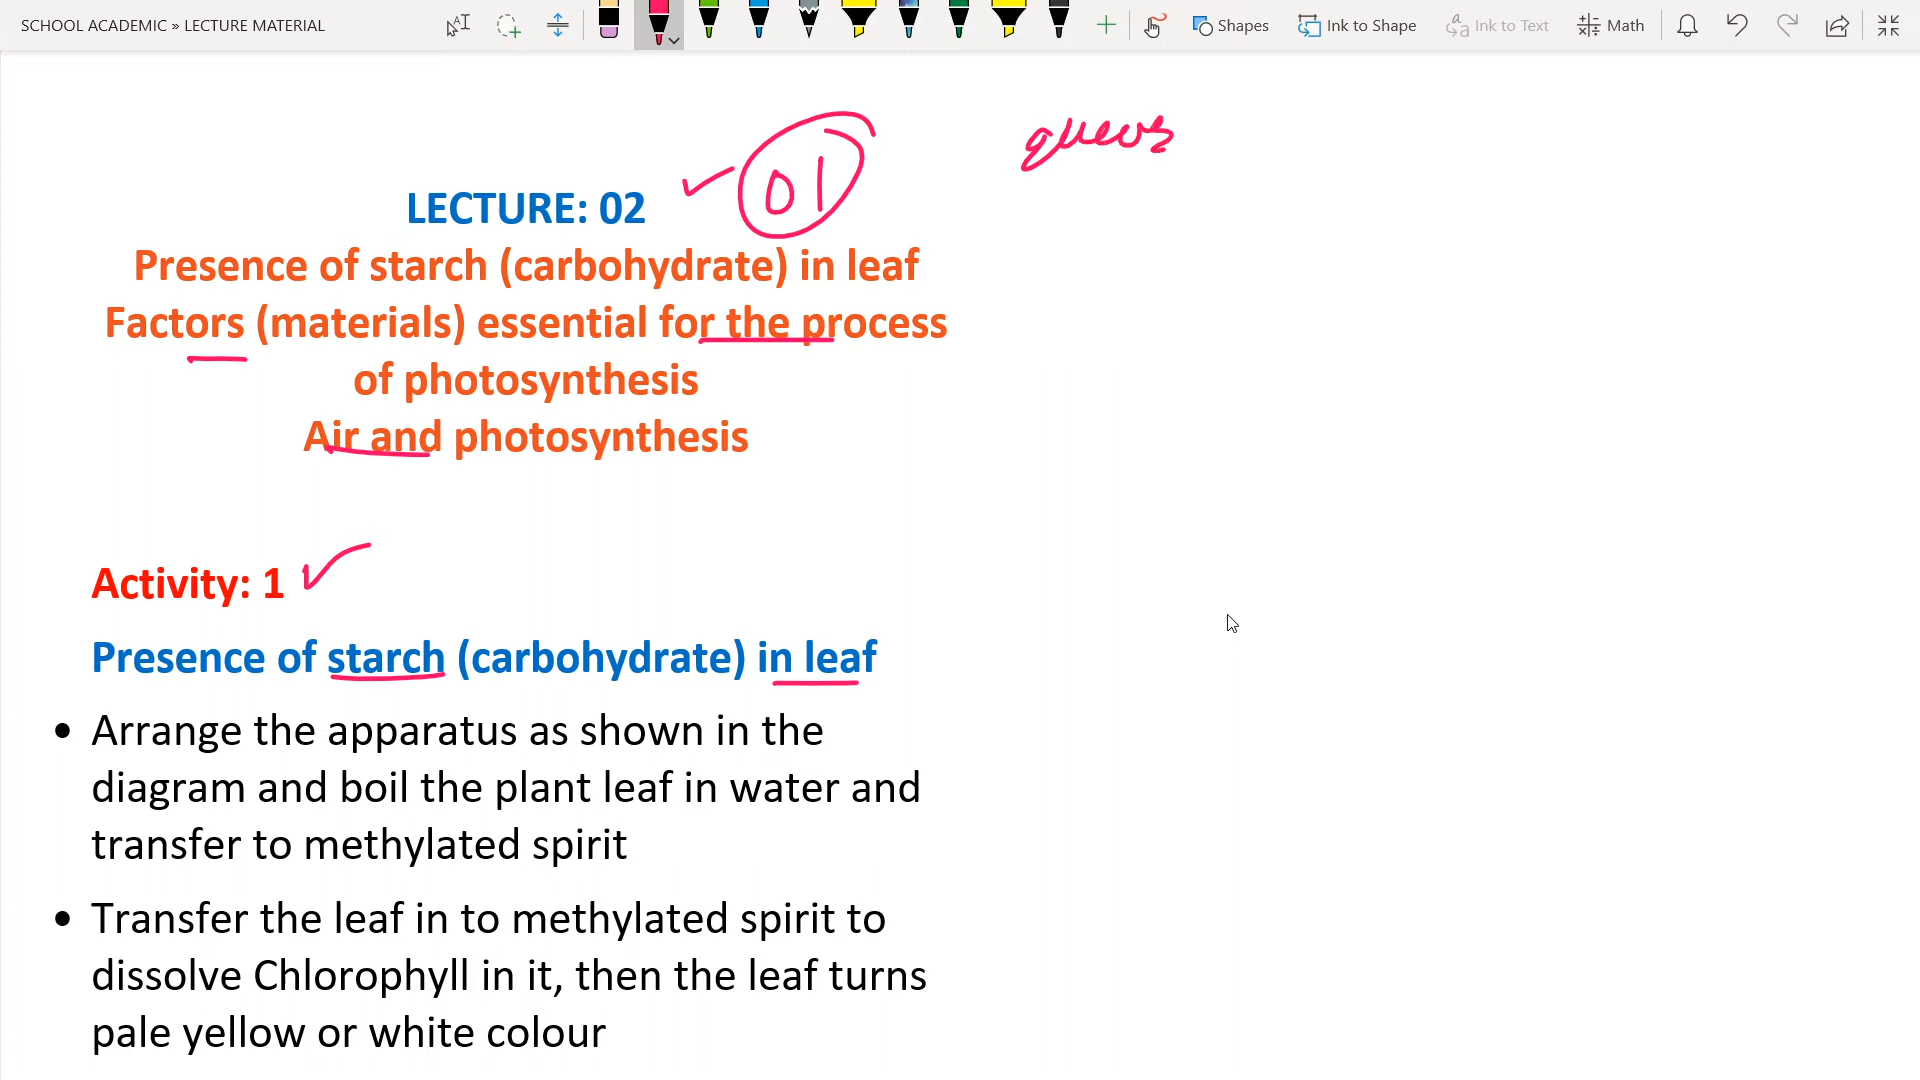 SCHOOL ACADEMIC » LECTURE MATERIAL
Shapes
Ink to Shape
Ink to Text
Math
LECTURE: 02
01
Presence of starch (carbohydrate) in leaf
Factors (materials) essential for the process
of photosynthesis
Air and photosynthesis
Activity: 1
Presence of starch (carbohydrate) in leaf
• Arrange the apparatus as shown in the
diagram and boil the plant leaf in water and
transfer to methylated spirit
• Transfer the leaf in to methylated spirit to
dissolve Chlorophyll in it, then the leaf turns
pale yellow or white colour